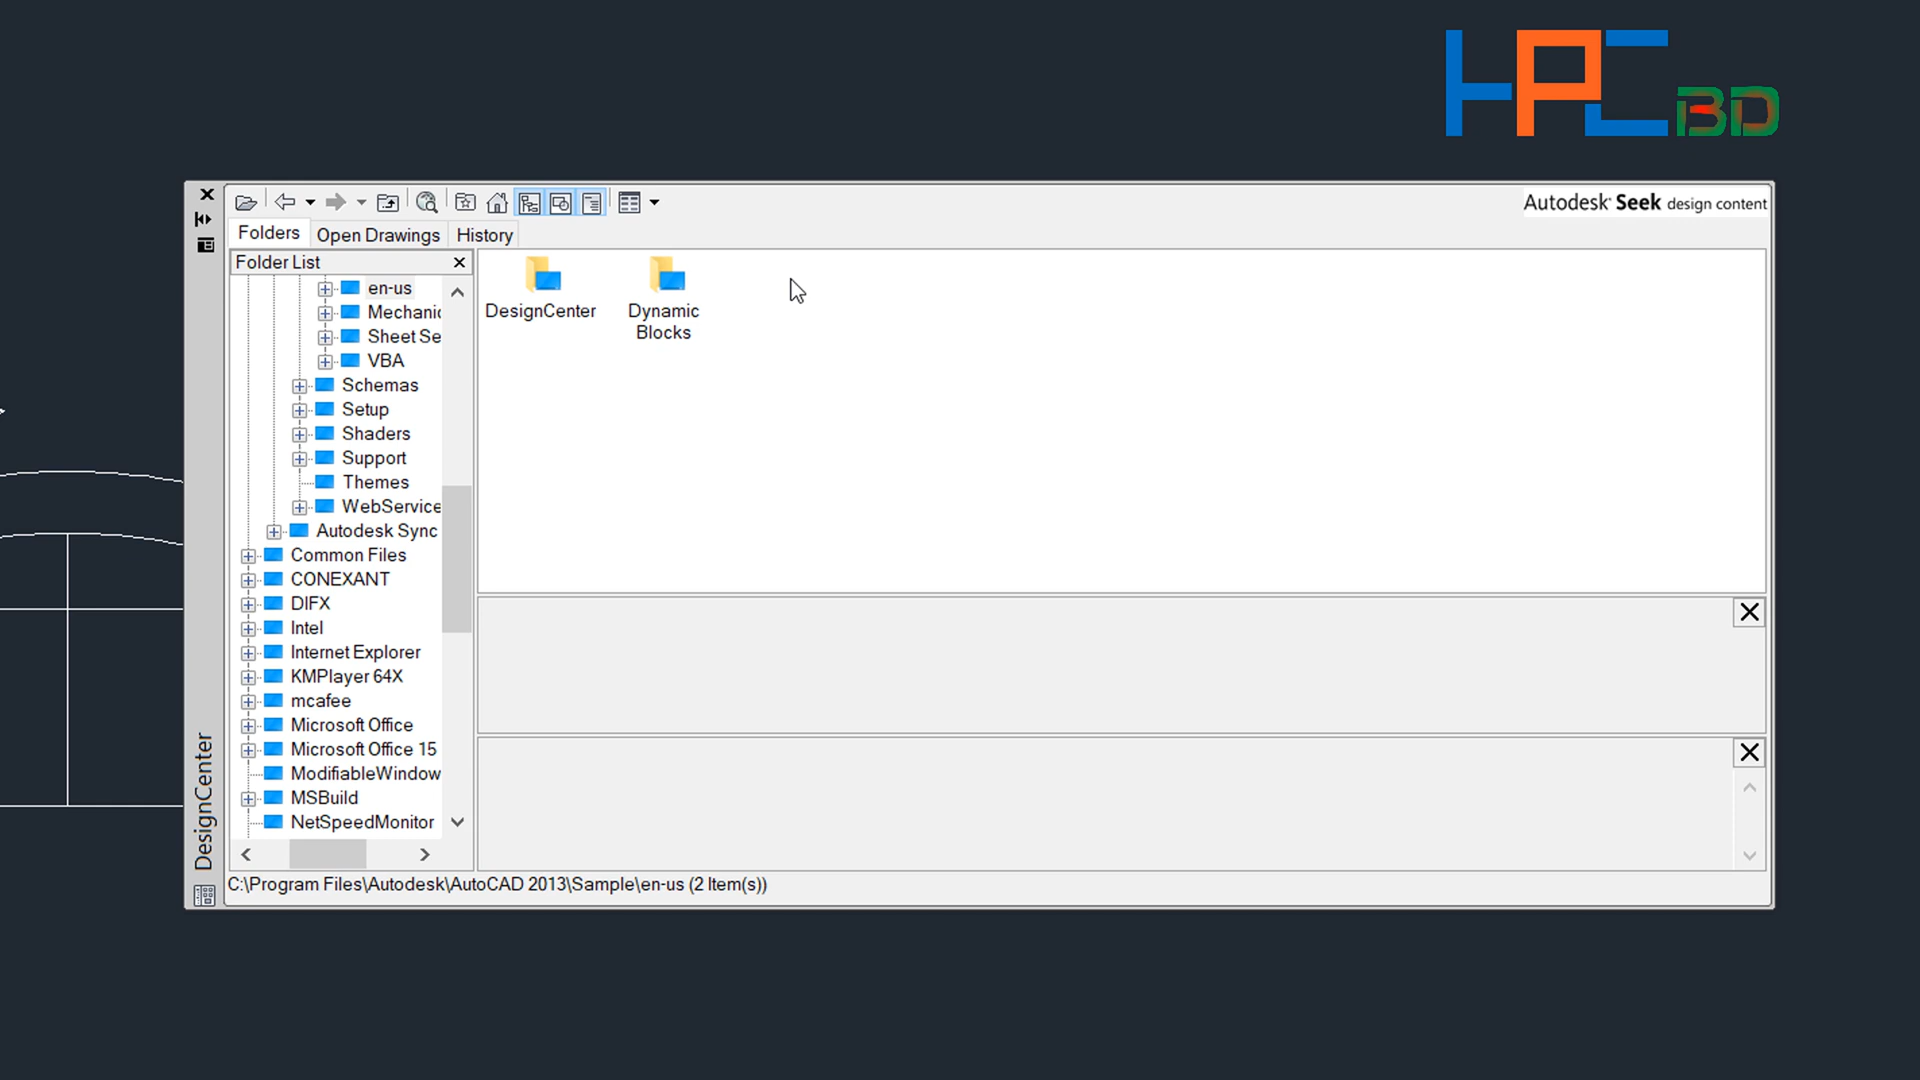 HPC BD
Autodesk Seek design content
Folders Open Drawings History
Folder List
en-us
Mechanic
Sheet Se
VBA
Schemas
Setup
Shaders
Support
Themes
WebService
Autodesk Sync
Common Files
CONEXANT
DIFX
Intel
Internet Explorer
KMPlayer 64X
mcafee
Microsoft Office
Microsoft Office 15
ModifiableWindow
MSBuild
NetSpeedMonitor
DesignCenter
Dynamic
Blocks
DesignCenter
C:\Program Files\Autodesk\AutoCAD 2013\Sample\en-us (2 Item(s))